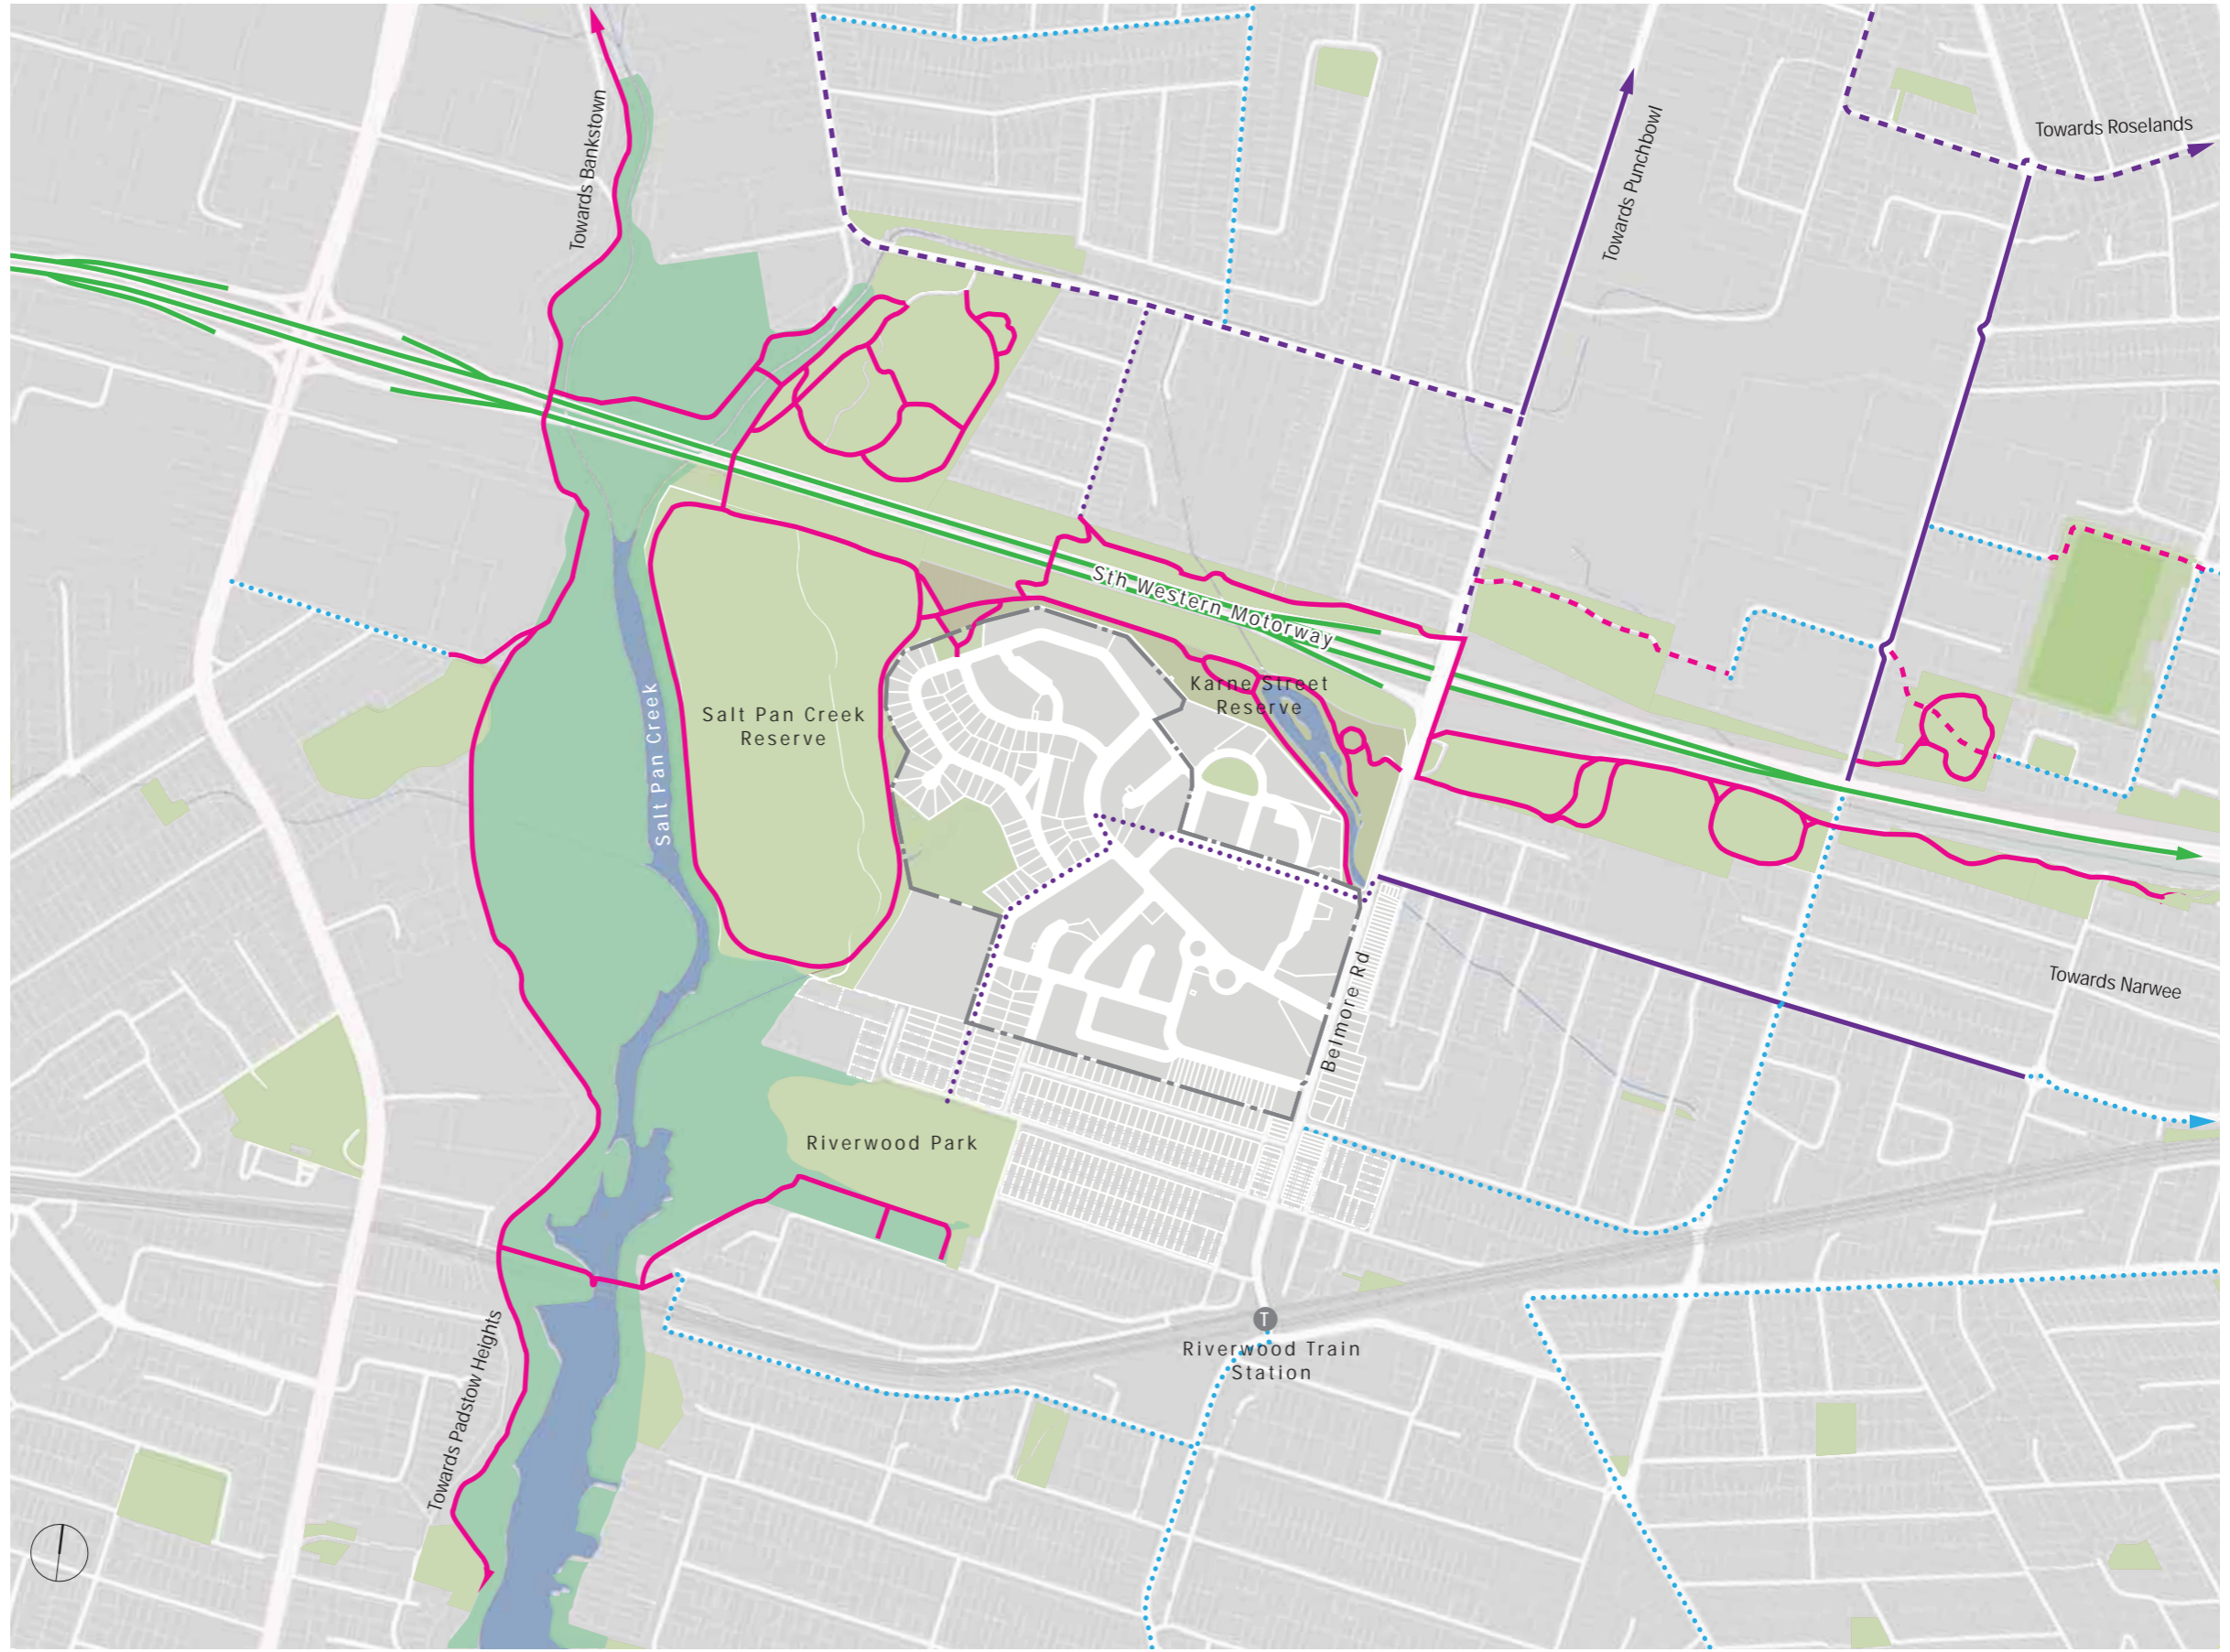 Towards Bankstown
Towards Punchbowl
Towards Roselands
Sth Western Motorway
Karne Street
Reserve
Salt Pan Creek
Salt Pan Creek
Reserve
Belmore Rd
Towards Narwee
Riverwood Park
T
Riverwood Train
Station
Towards Padstow Heights